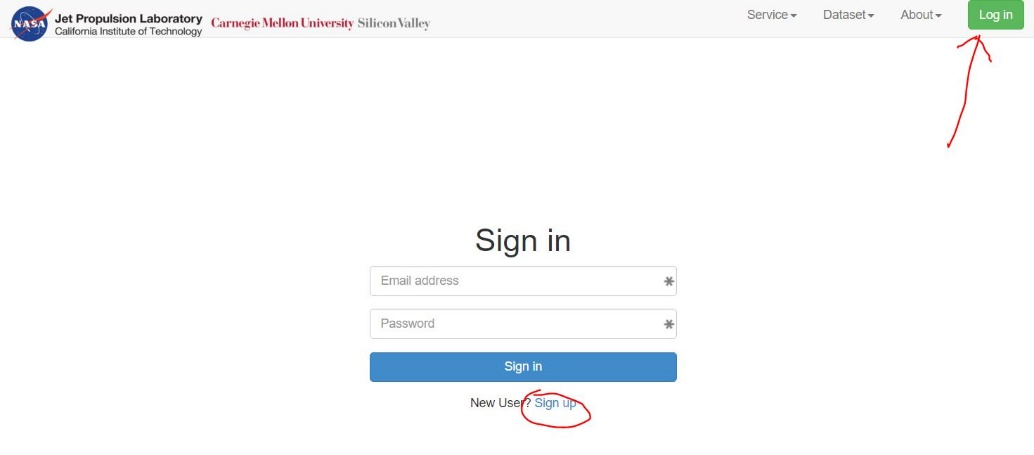 NASA
Jet Propulsion Laboratory
California Institute of Technology
Carnegie Mellon University Silicon Valley
Service
Dataset
About
Log in
Sign in
Email address
Password
Sign in
New User? Sign up